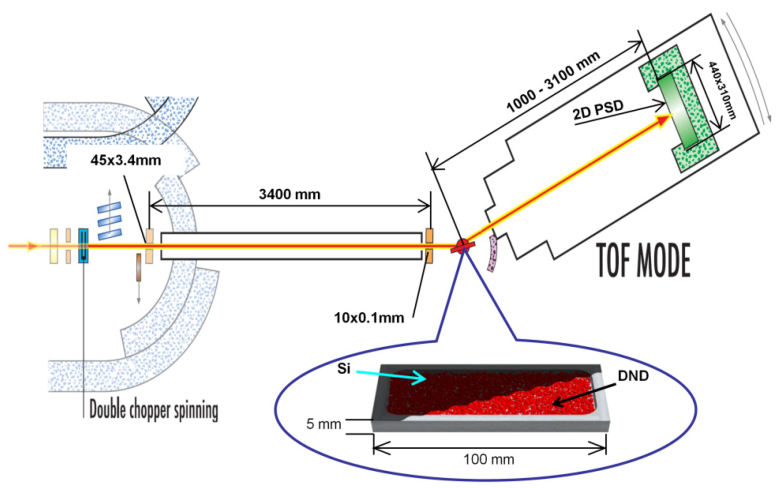 1000 - 3100 mm
440x310mm
2D PSD
45x3.4mm
3400 mm
TOF MODE
10x0.1mm
Si
DND
Double chopper spinning
5 mm
100 mm